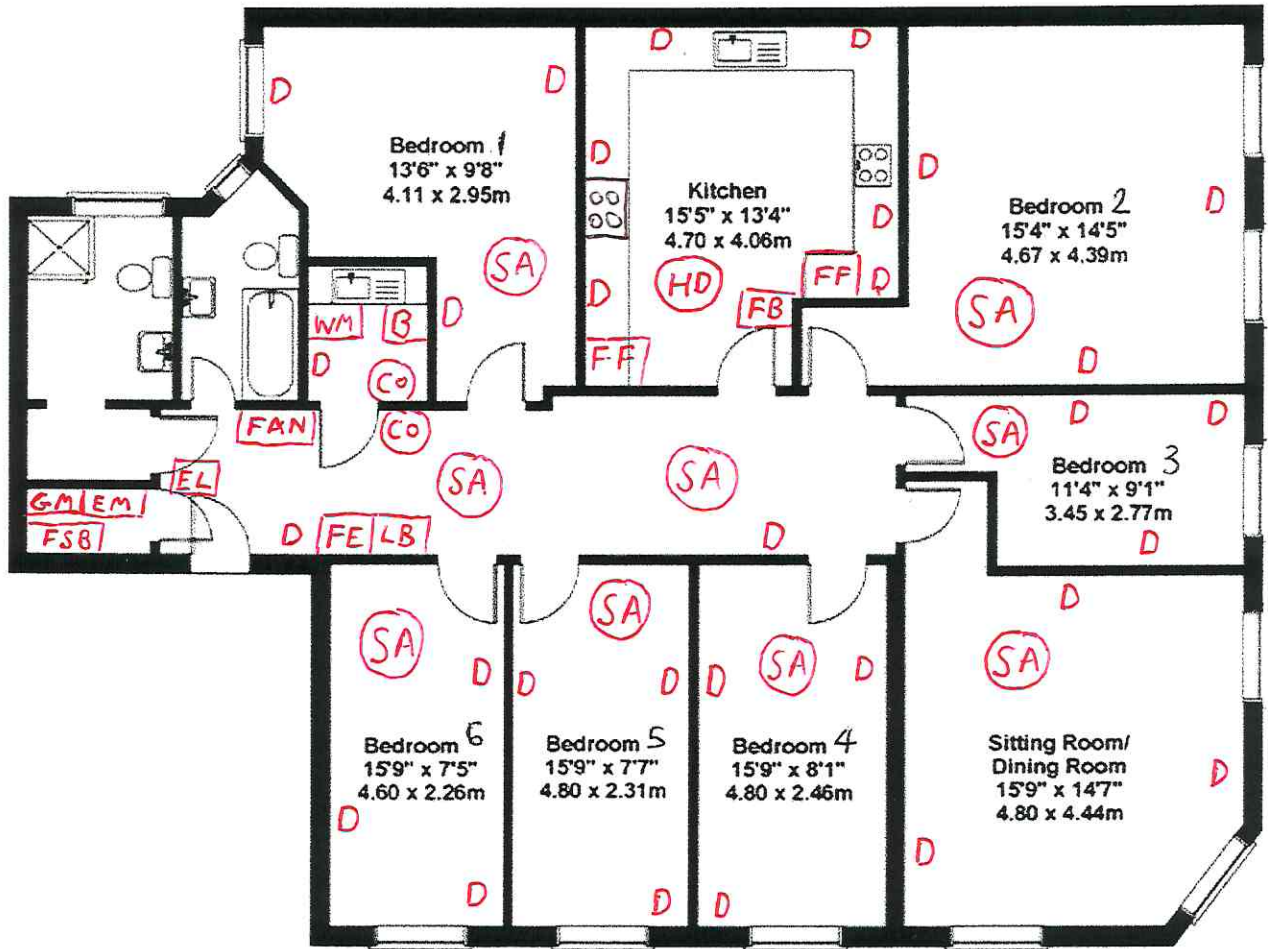 D D
D D
Bedroom 1
13'6" x 9'8"
4.11 x 2.95m
D
D
Kitchen
15'5" x 13'4"
4.70 x 4.06m
D
D
Bedroom 2
15'4" x 14'5"
4.67 x 4.39m
D
SA
D
D
HD
FF
D
FB
FF
SA
D
WM
B
D
CO
FAN
CO
SA
D
D
Bedroom 3
11'4" x 9'1"
3.45 x 2.77m
D
EL
GM EM
FSB
SA
SA
D
FE LB
D
SA
D
Bedroom 6
15'9" x 7'5"
4.60 x 2.26m
D
D
SA
D
D
Bedroom 5
15'9" x 7'7"
4.80 x 2.31m
D
SA
D
D
Bedroom 4
15'9" x 8'1"
4.80 x 2.46m
D
D
SA
Sitting Room/
Dining Room
15'9" x 14'7"
4.80 x 4.44m
D
D